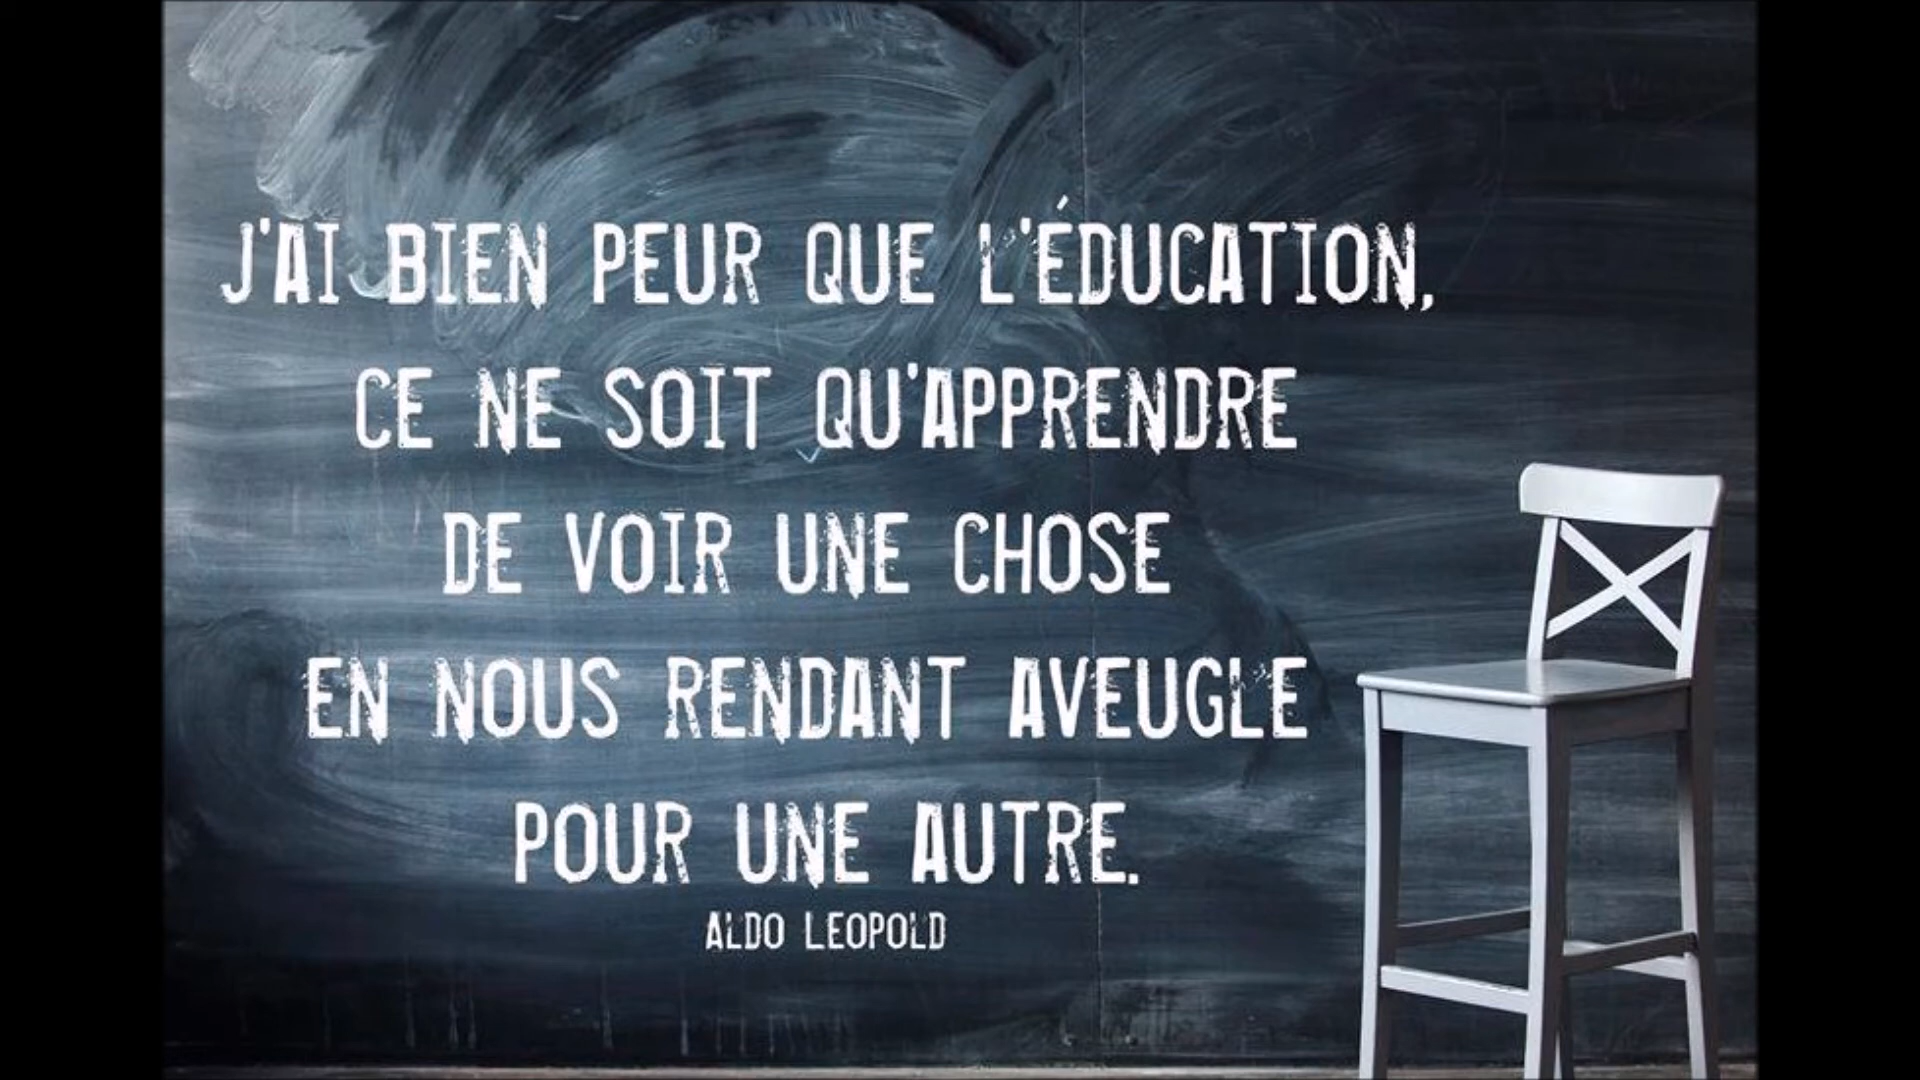 J'AI BIEN PEUR QUE L'ÉDUCATION,
CE NE SOIT QU'APPRENDRE
DE VOIR UNE CHOSE
EN NOUS RENDANT AVEUGLE
POUR UNE AUTRE.
ALDO LEOPOLD